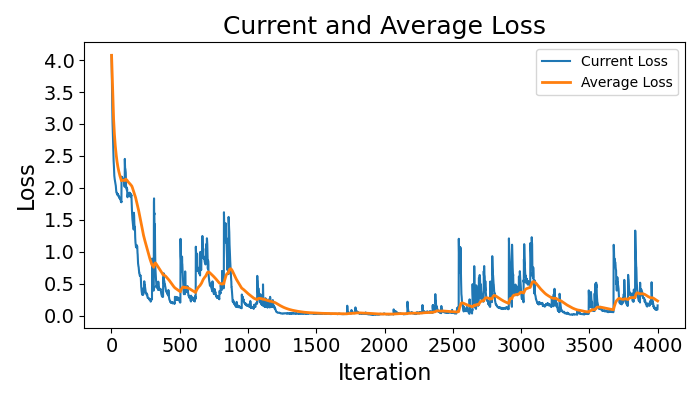 Current and Average Loss
Current Loss
Average Loss
4.0
3.5
3.0
2.5
2.0
1.5
1.0
0.5
0.0
Loss
0 500 1000 1500 2000 2500 3000 3500 4000
Iteration